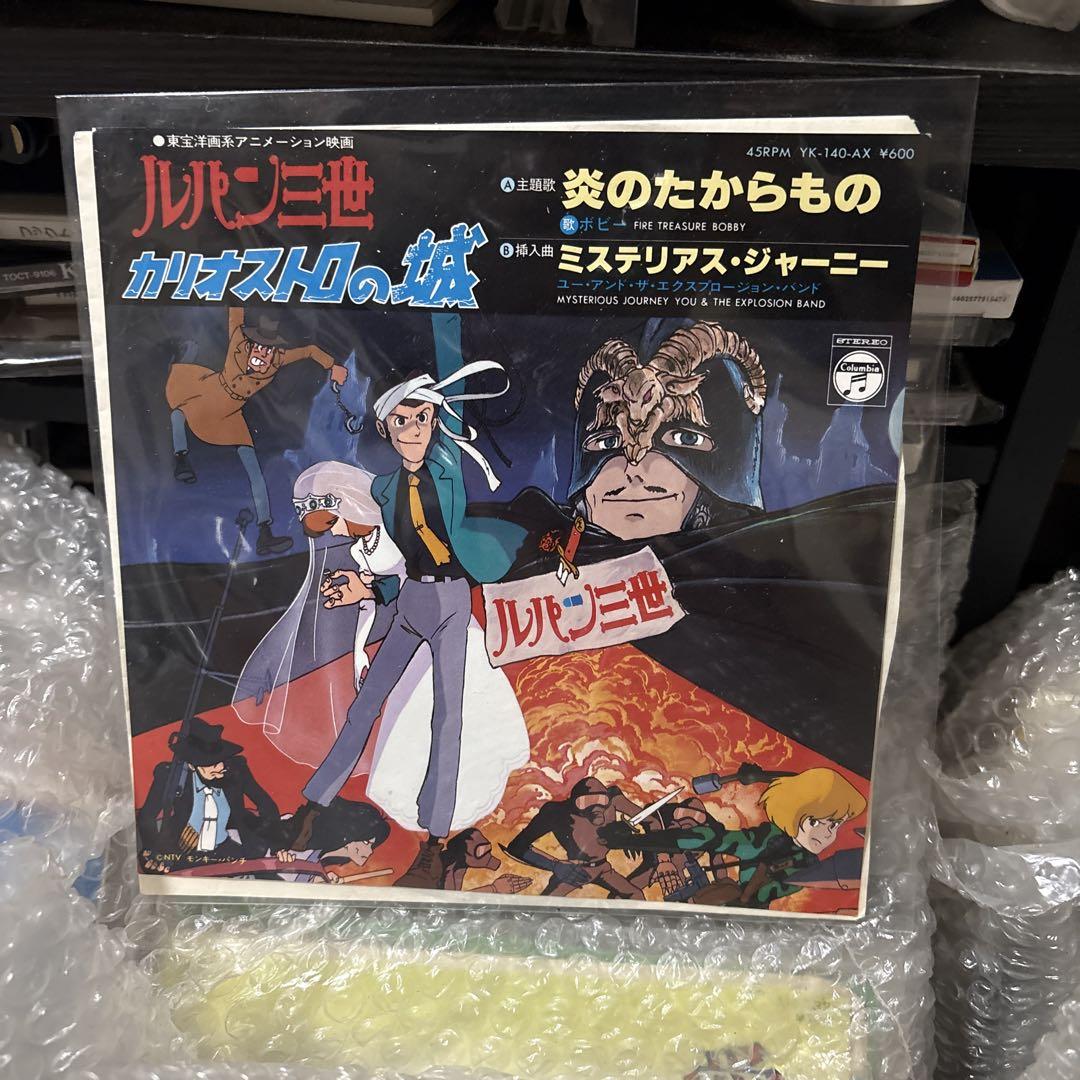 ●東宝洋画系アニメーション映画
ルパン三世
カリオストロの城
45RPM YK-140-AX ¥600
A 主題歌 炎のたからもの
歌 ボビー FIRE TREASURE BOBBY
B 挿入曲 ミステリアス・ジャーニー
ユー・アンド・ザ・エクスプロージョン・バンド
MYSTERIOUS JOURNEY YOU & THE EXPLOSION BAND
STEREO
Columbia
ルパン三世
©NTV モンキー・パンチ
TOCT-9106